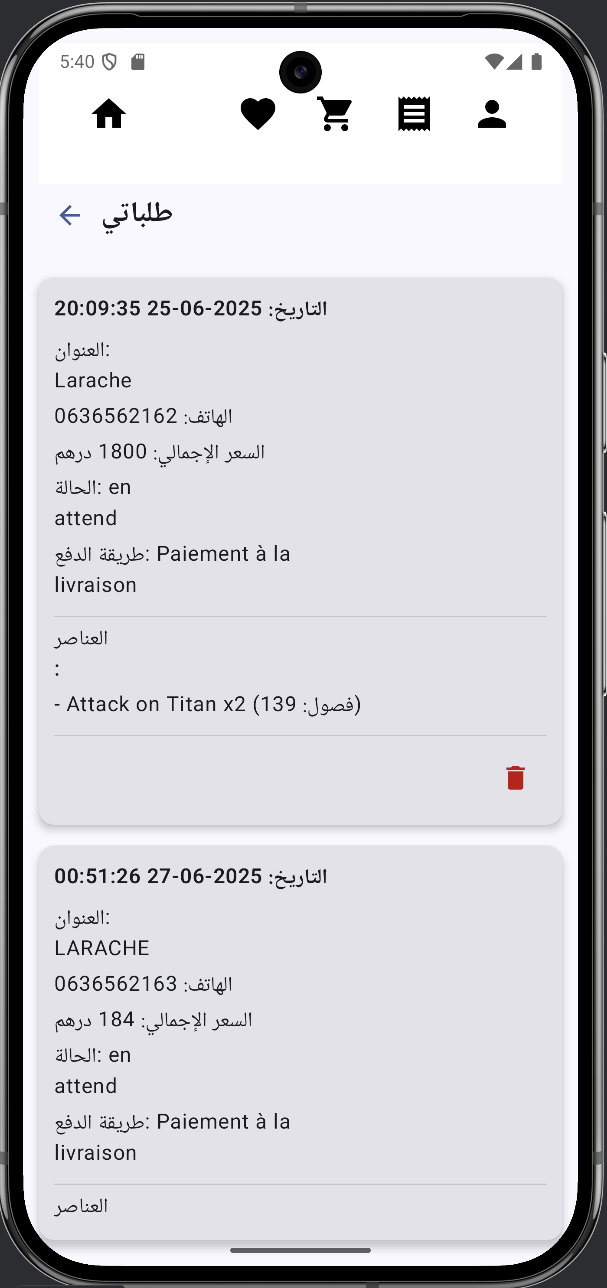 5:40
طلباتي
التاريخ: 2025-06-25 20:09:35
العنوان:
Larache
الهاتف: 0636562162
السعر الإجمالي: 1800 درهم
الحالة: en
attend
طريقة الدفع: Paiement à la
livraison
العناصر
:
- Attack on Titan x2 (فصول: 139)
التاريخ: 2025-06-27 00:51:26
العنوان:
LARACHE
الهاتف: 0636562163
السعر الإجمالي: 184 درهم
الحالة: en
attend
طريقة الدفع: Paiement à la
livraison
العناصر